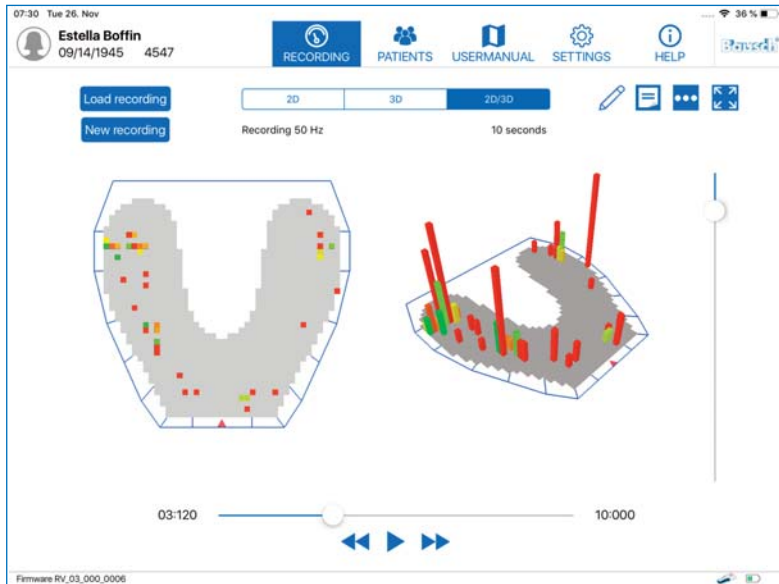 07:30 Tue 26. Nov
36 %
Estella Boffin
09/14/1945 4547
RECORDING
PATIENTS
USERMANUAL
SETTINGS
HELP
Bausch
Load recording
New recording
2D
3D
2D/3D
Recording 50 Hz
10 seconds
03:120
10:000
Firmware RV_03_000_0006